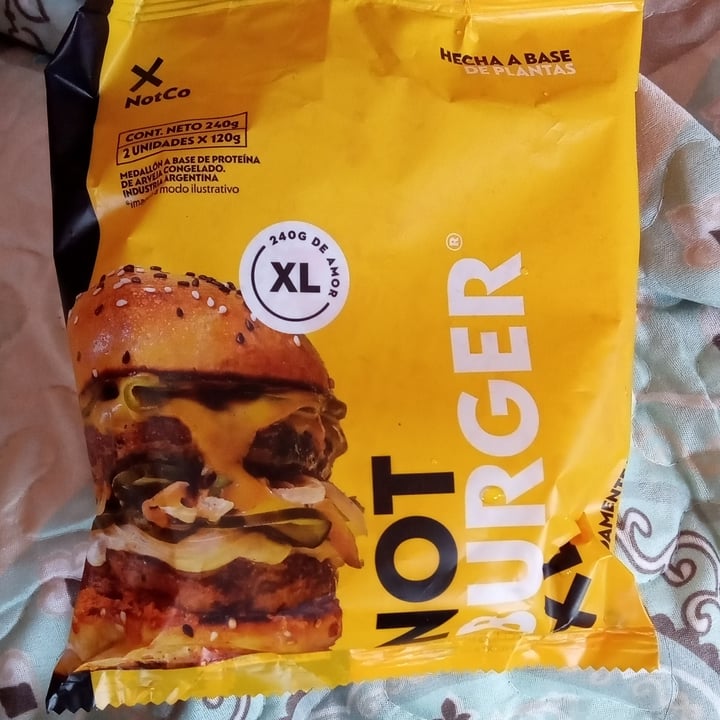 NotCo
HECHA A BASE
DE PLANTAS
CONT. NETO 240g
2 UNIDADES X 120g
MEDALLÓN A BASE DE PROTEÍNA
DE ARVEJA CONGELADO.
INDUSTRIA ARGENTINA
modo ilustrativo
240G DE AMOR
XL
NOT
BURGER®